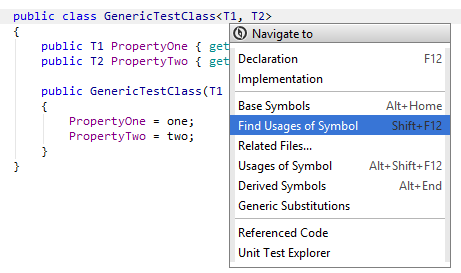 public class GenericTestClass<T1, T2>
{
public T1 PropertyOne { get
public T2 PropertyTwo { get
public GenericTestClass(T1
{
PropertyOne = one;
PropertyTwo = two;
}
}
Navigate to
Declaration F12
Implementation
Base Symbols Alt+Home
Find Usages of Symbol Shift+F12
Related Files...
Usages of Symbol Alt+Shift+F12
Derived Symbols Alt+End
Generic Substitutions
Referenced Code
Unit Test Explorer